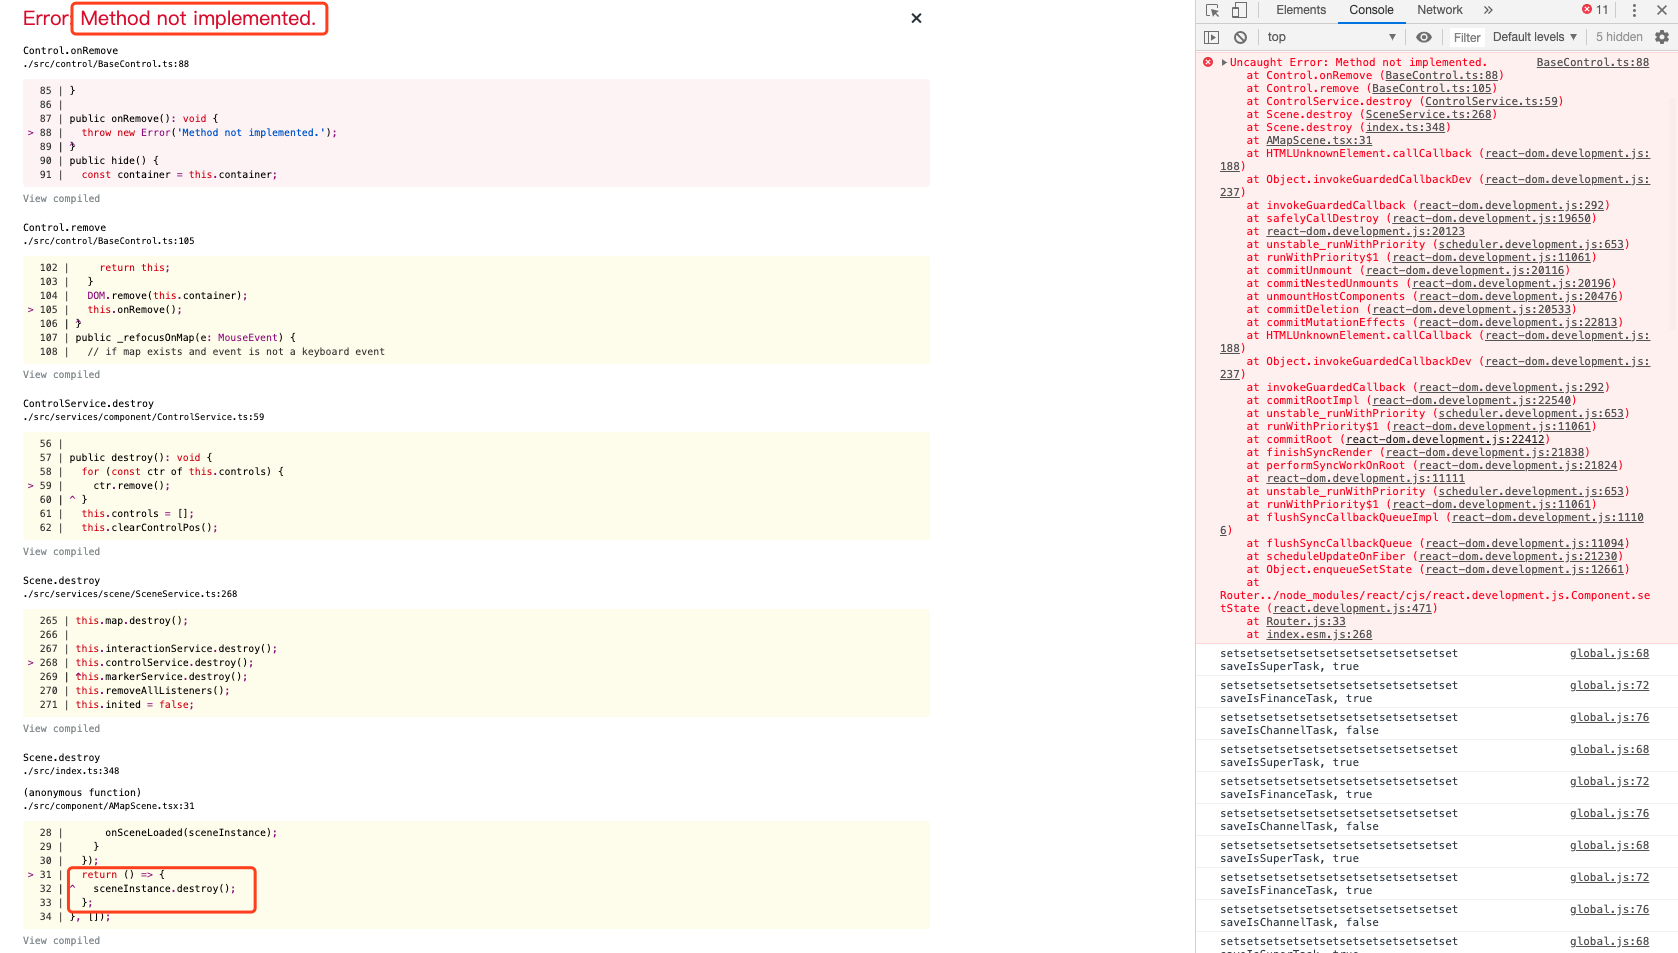 Error: Method not implemented.
×
Control.onRemove
./src/control/BaseControl.ts:88
85 | }
86 |
87 | public onRemove(): void {
> 88 |   throw new Error('Method not implemented.');
89 | }
90 | public hide() {
91 |   const container = this.container;
View compiled
Control.remove
./src/control/BaseControl.ts:105
102 |     return this;
103 |   }
104 |   DOM.remove(this.container);
> 105 |   this.onRemove();
106 | }
107 | public _refocusOnMap(e: MouseEvent) {
108 |   // if map exists and event is not a keyboard event
View compiled
ControlService.destroy
./src/services/component/ControlService.ts:59
56 |
57 | public destroy(): void {
58 |   for (const ctr of this.controls) {
> 59 |     ctr.remove();
60 | ^ }
61 |   this.controls = [];
62 |   this.clearControlPos();
View compiled
Scene.destroy
./src/services/scene/SceneService.ts:268
265 | this.map.destroy();
266 |
267 | this.interactionService.destroy();
> 268 | this.controlService.destroy();
269 | this.markerService.destroy();
270 | this.removeAllListeners();
271 | this.inited = false;
View compiled
Scene.destroy
./src/index.ts:348
(anonymous function)
./src/component/AMapScene.tsx:31
28 |       onSceneLoaded(sceneInstance);
29 |     }
30 |   });
> 31 |   return () => {
32 | ^   sceneInstance.destroy();
33 |   };
34 | }, []);
View compiled
Elements Console Network » 11
top Filter Default levels ▼ 5 hidden
Uncaught Error: Method not implemented. BaseControl.ts:88
at Control.onRemove (BaseControl.ts:88)
at Control.remove (BaseControl.ts:105)
at ControlService.destroy (ControlService.ts:59)
at Scene.destroy (SceneService.ts:268)
at Scene.destroy (index.ts:348)
at AMapScene.tsx:31
at HTMLUnknownElement.callCallback (react-dom.development.js:
188)
at Object.invokeGuardedCallbackDev (react-dom.development.js:
237)
at invokeGuardedCallback (react-dom.development.js:292)
at safelyCallDestroy (react-dom.development.js:19650)
at react-dom.development.js:20123
at unstable_runWithPriority (scheduler.development.js:653)
at runWithPriority$1 (react-dom.development.js:11061)
at commitUnmount (react-dom.development.js:20116)
at commitNestedUnmounts (react-dom.development.js:20196)
at unmountHostComponents (react-dom.development.js:20476)
at commitDeletion (react-dom.development.js:20533)
at commitMutationEffects (react-dom.development.js:22813)
at HTMLUnknownElement.callCallback (react-dom.development.js:
188)
at Object.invokeGuardedCallbackDev (react-dom.development.js:
237)
at invokeGuardedCallback (react-dom.development.js:292)
at commitRootImpl (react-dom.development.js:22540)
at unstable_runWithPriority (scheduler.development.js:653)
at runWithPriority$1 (react-dom.development.js:11061)
at commitRoot (react-dom.development.js:22412)
at finishSyncRender (react-dom.development.js:21838)
at performSyncWorkOnRoot (react-dom.development.js:21824)
at react-dom.development.js:11111
at unstable_runWithPriority (scheduler.development.js:653)
at runWithPriority$1 (react-dom.development.js:11061)
at flushSyncCallbackQueueImpl (react-dom.development.js:1110
6)
at flushSyncCallbackQueue (react-dom.development.js:11094)
at scheduleUpdateOnFiber (react-dom.development.js:21230)
at Object.enqueueSetState (react-dom.development.js:12661)
at
Router../node_modules/react/cjs/react.development.js.Component.se
tState (react.development.js:471)
at Router.js:33
at index.esm.js:268
setsetsetsetsetsetsetsetsetsetsetset global.js:68
saveIsSuperTask, true
setsetsetsetsetsetsetsetsetsetsetset global.js:72
saveIsFinanceTask, true
setsetsetsetsetsetsetsetsetsetsetset global.js:76
saveIsChannelTask, false
setsetsetsetsetsetsetsetsetsetsetset global.js:68
saveIsSuperTask, true
setsetsetsetsetsetsetsetsetsetsetset global.js:72
saveIsFinanceTask, true
setsetsetsetsetsetsetsetsetsetsetset global.js:76
saveIsChannelTask, false
setsetsetsetsetsetsetsetsetsetsetset global.js:68
saveIsSuperTask, true
setsetsetsetsetsetsetsetsetsetsetset global.js:72
saveIsFinanceTask, true
setsetsetsetsetsetsetsetsetsetsetset global.js:76
saveIsChannelTask, false
setsetsetsetsetsetsetsetsetsetsetset global.js:68